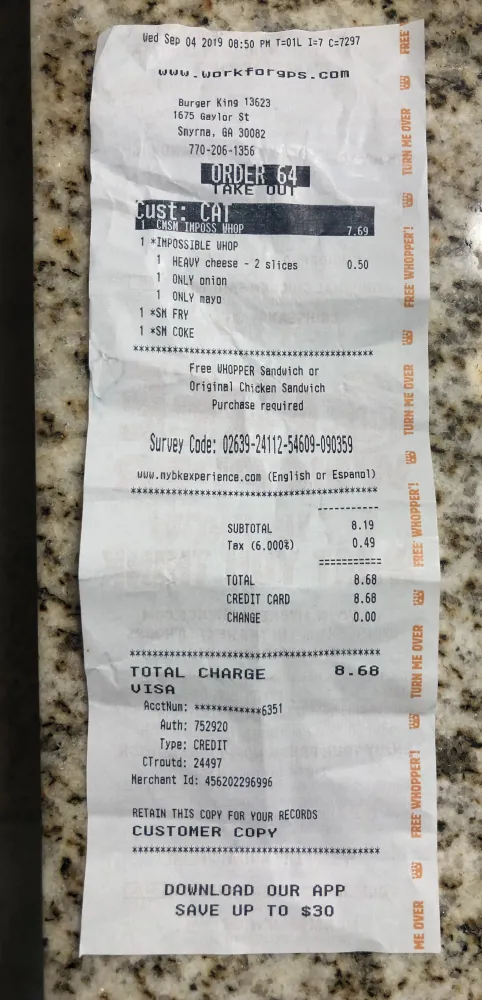 Wed Sep 04 2019 08:50 PM T=01L I=7 C=7297
www.workforgps.com
Burger King 13623
1675 Gaylor St
Smyrna, GA 30082
770-206-1356
ORDER 64
TAKE OUT
Cust: CAT
1 CMSM IMPOSS WHOP 7.69
1 *IMPOSSIBLE WHOP
1 HEAVY cheese - 2 slices 0.50
1 ONLY onion
1 ONLY mayo
1 *SM FRY
1 *SM COKE
****************************************
Free WHOPPER Sandwich or
Original Chicken Sandwich
Purchase required
Survey Code: 02639-24112-54609-090359
www.mybkexperience.com (English or Espanol)
****************************************
-----------
SUBTOTAL 8.19
Tax (6.000%) 0.49
===========
TOTAL 8.68
CREDIT CARD 8.68
CHANGE 0.00
****************************************
TOTAL CHARGE 8.68
VISA
AcctNum: ************6351
Auth: 752920
Type: CREDIT
CTroutd: 24497
Merchant Id: 456202296996
RETAIN THIS COPY FOR YOUR RECORDS
CUSTOMER COPY
****************************************
DOWNLOAD OUR APP
SAVE UP TO $30
FREE
TURN ME OVER
FREE WHOPPER!
TURN ME OVER
FREE WHOPPER!
TURN ME OVER
FREE WHOPPER!
ME OVER